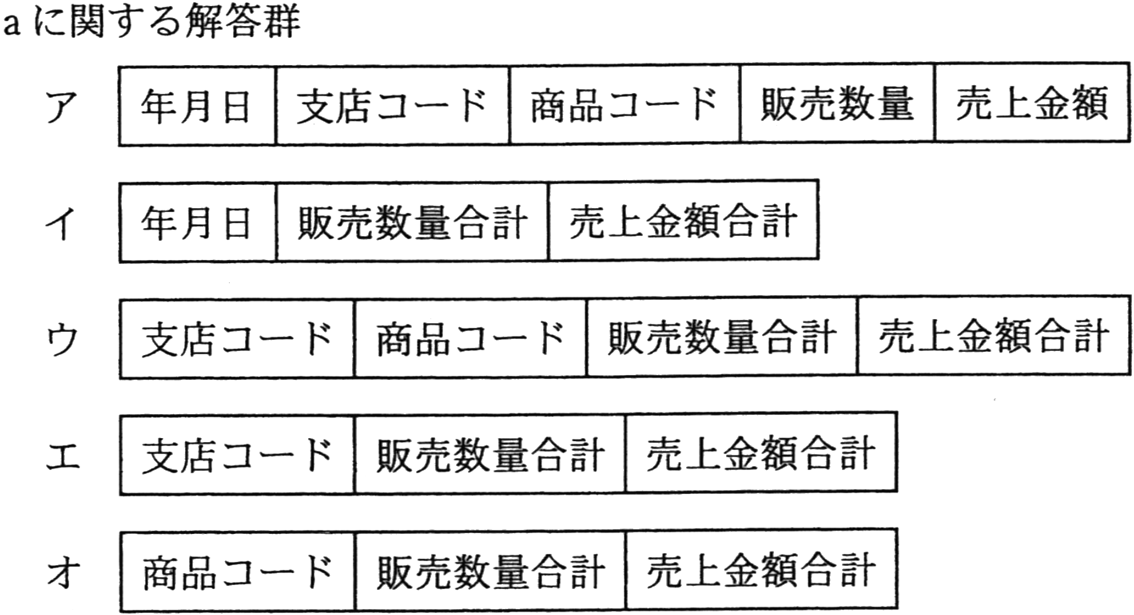 aに関する解答群
ア 年月日 支店コード 商品コード 販売数量 売上金額
イ 年月日 販売数量合計 売上金額合計
ウ 支店コード 商品コード 販売数量合計 売上金額合計
エ 支店コード 販売数量合計 売上金額合計
オ 商品コード 販売数量合計 売上金額合計